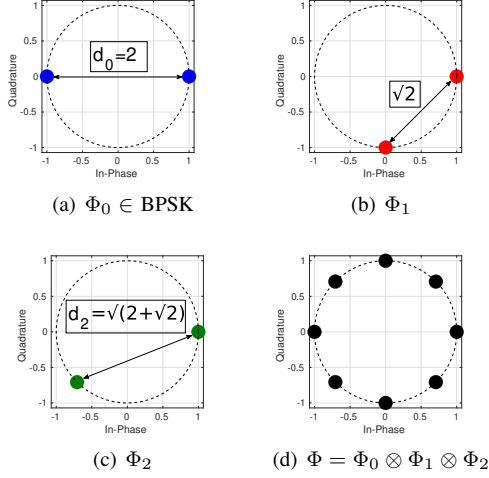 Quadrature
1
0.5
0
-0.5
-1
d₀=2
-1 -0.5 0 0.5 1
In-Phase
(a) Φ₀ ∈ BPSK
Quadrature
1
0.5
0
-0.5
-1
√2
-1 -0.5 0 0.5 1
In-Phase
(b) Φ₁
Quadrature
1
0.5
0
-0.5
-1
d₂=√(2+√2)
-1 -0.5 0 0.5 1
In-Phase
(c) Φ₂
Quadrature
1
0.5
0
-0.5
-1
-1 -0.5 0 0.5 1
In-Phase
(d) Φ = Φ₀ ⊗ Φ₁ ⊗ Φ₂